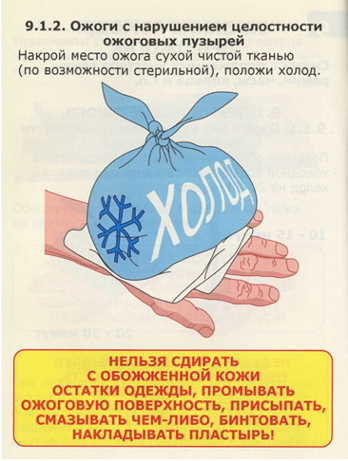 9.1.2. Ожоги с нарушением целостности
ожоговых пузырей
Накрой место ожога сухой чистой тканью
(по возможности стерильной), положи холод.
ХОЛОД
НЕЛЬЗЯ СДИРАТЬ
С ОБОЖЖЕННОЙ КОЖИ
ОСТАТКИ ОДЕЖДЫ, ПРОМЫВАТЬ
ОЖОГОВУЮ ПОВЕРХНОСТЬ, ПРИСЫПАТЬ,
СМАЗЫВАТЬ ЧЕМ-ЛИБО, БИНТОВАТЬ,
НАКЛАДЫВАТЬ ПЛАСТЫРЬ!